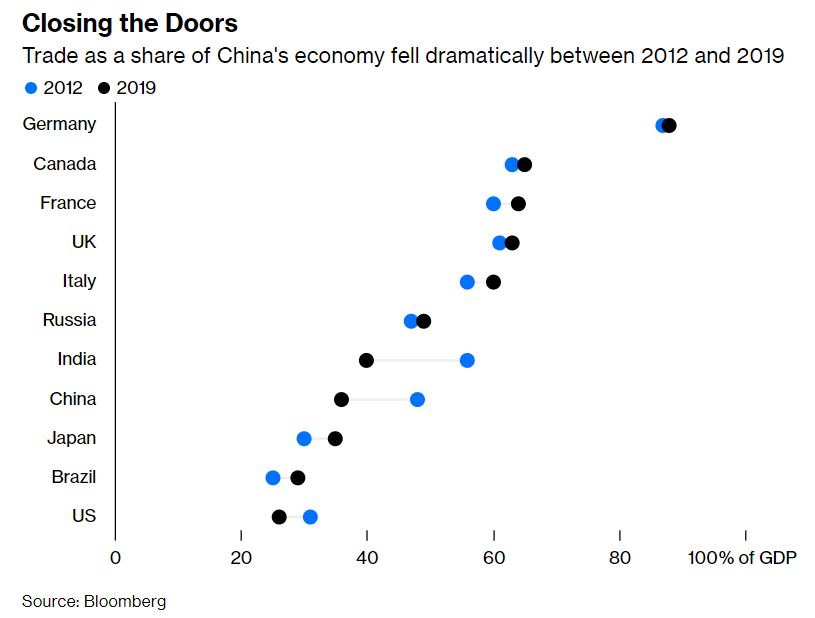 Closing the Doors
Trade as a share of China's economy fell dramatically between 2012 and 2019
2012 2019
Germany
Canada
France
UK
Italy
Russia
India
China
Japan
Brazil
US
0 20 40 60 80 100% of GDP
Source: Bloomberg